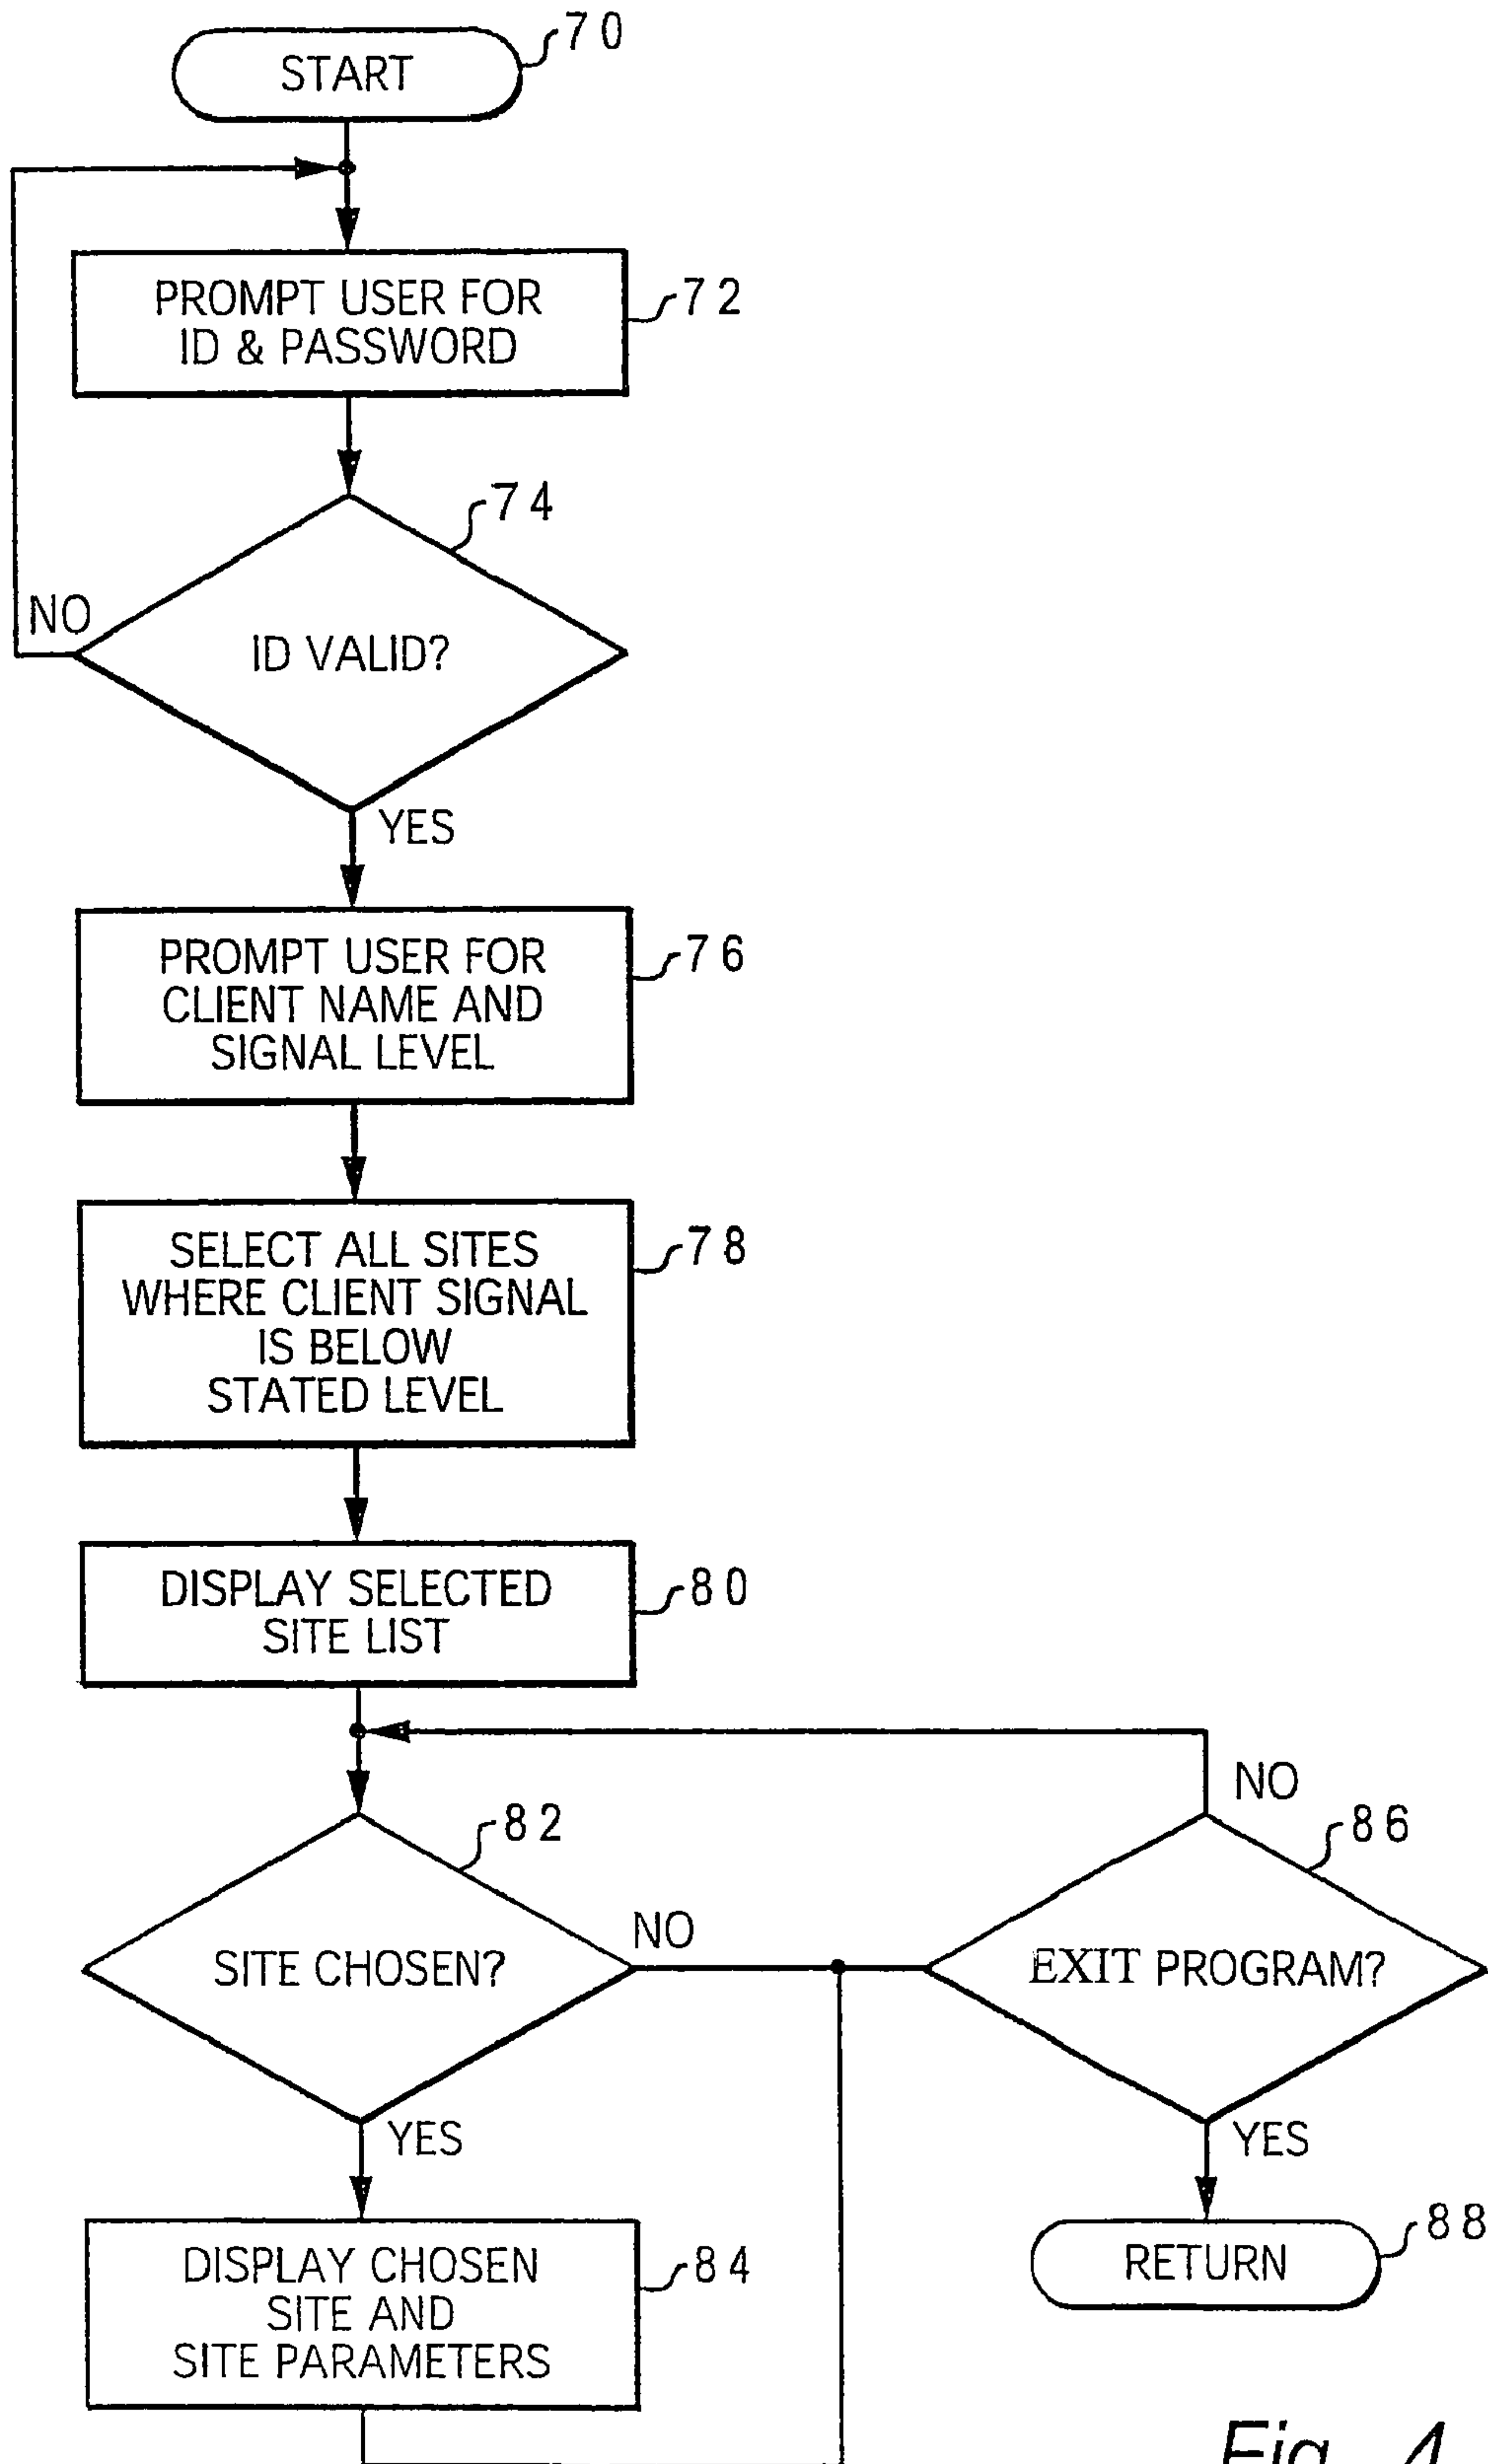 START
70
PROMPT USER FOR
ID & PASSWORD
72
74
NO
ID VALID?
YES
PROMPT USER FOR
CLIENT NAME AND
SIGNAL LEVEL
76
SELECT ALL SITES
WHERE CLIENT SIGNAL
IS BELOW
STATED LEVEL
78
DISPLAY SELECTED
SITE LIST
80
82
SITE CHOSEN?
NO
YES
NO
86
EXIT PROGRAM?
YES
DISPLAY CHOSEN
SITE AND
SITE PARAMETERS
84
RETURN
88
Fig. 4